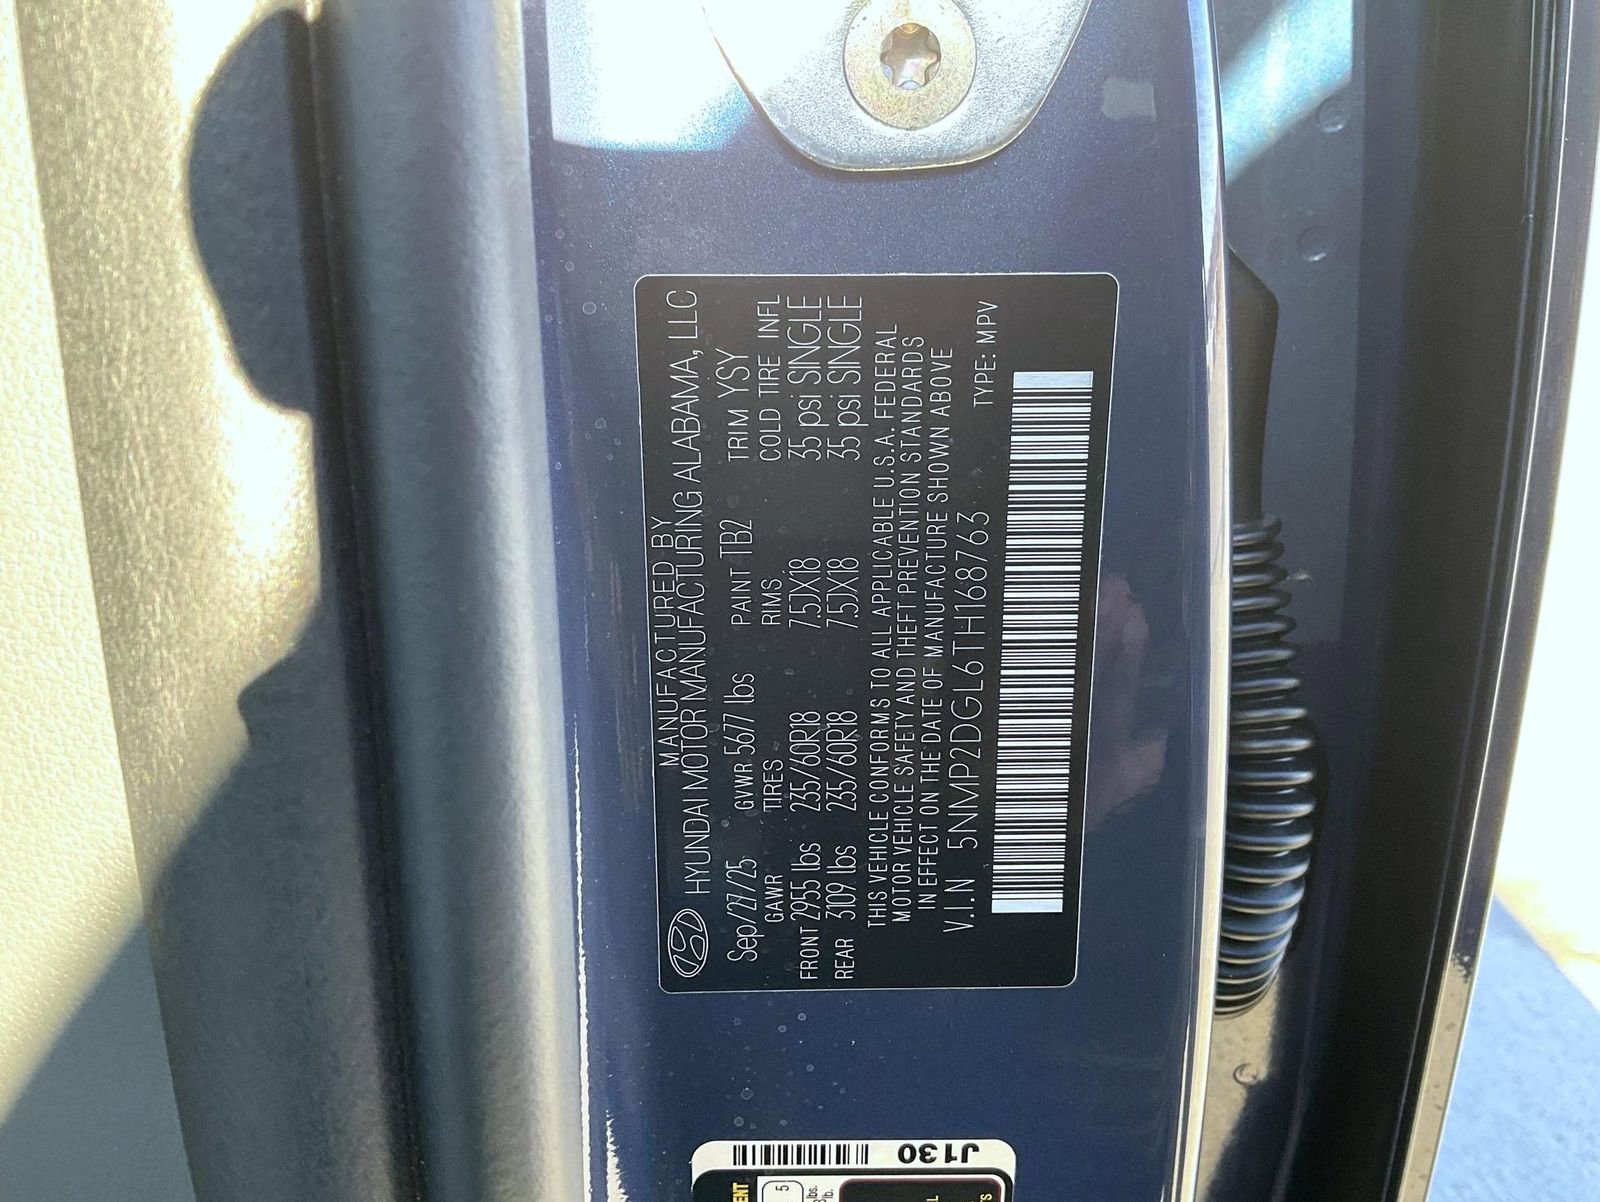 MANUFACTURED BY
HYUNDAI MOTOR MANUFACTURING ALABAMA, LLC
Sep/27/25 GVWR 5677 lbs PAINT TB2 TRIM YSY
GAWR TIRES RIMS COLD TIRE INFL
FRONT 2955 lbs 235/60R18 7.5JX18 35 psi SINGLE
REAR 3109 lbs 235/60R18 7.5JX18 35 psi SINGLE
THIS VEHICLE CONFORMS TO ALL APPLICABLE U.S.A. FEDERAL
MOTOR VEHICLE SAFETY AND THEFT PREVENTION STANDARDS
IN EFFECT ON THE DATE OF MANUFACTURE SHOWN ABOVE
V.I.N 5NMP2DGL6TH168763 TYPE: MPV
J130
5